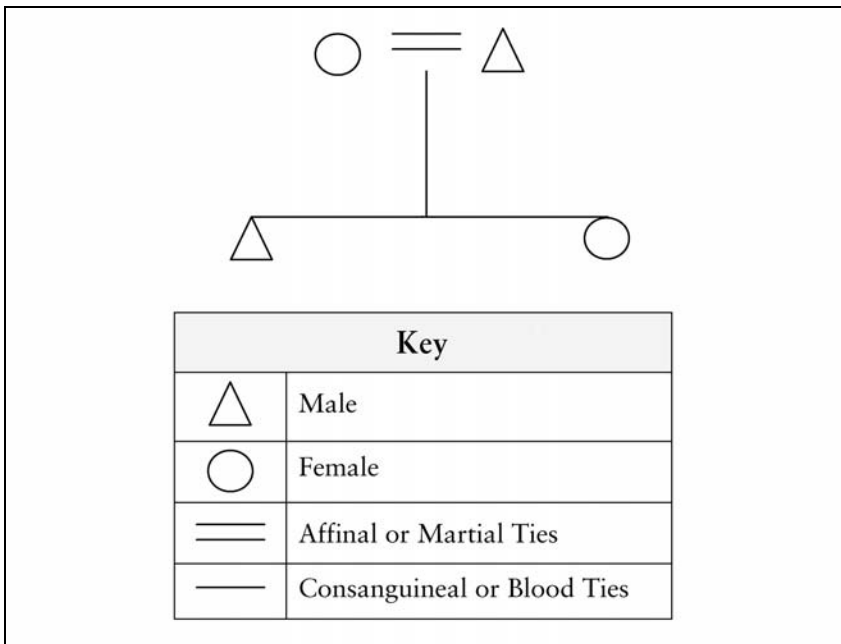 Key
Male
Female
Affinal or Martial Ties
Consanguineal or Blood Ties